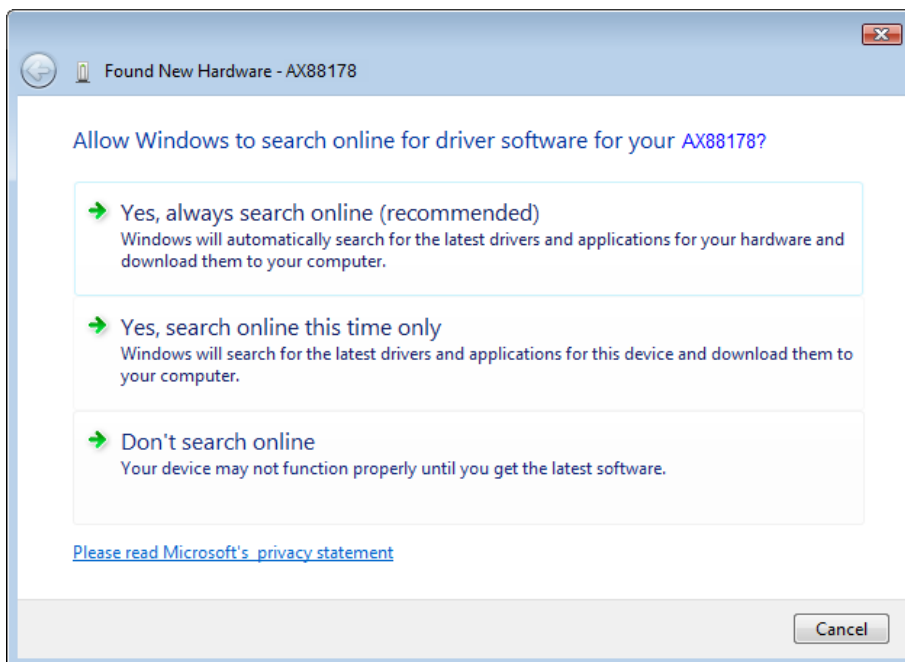 Found New Hardware - AX88178
Allow Windows to search online for driver software for your AX88178?
Yes, always search online (recommended)
Windows will automatically search for the latest drivers and applications for your hardware and
download them to your computer.
Yes, search online this time only
Windows will search for the latest drivers and applications for this device and download them to
your computer.
Don't search online
Your device may not function properly until you get the latest software.
Please read Microsoft's privacy statement
Cancel